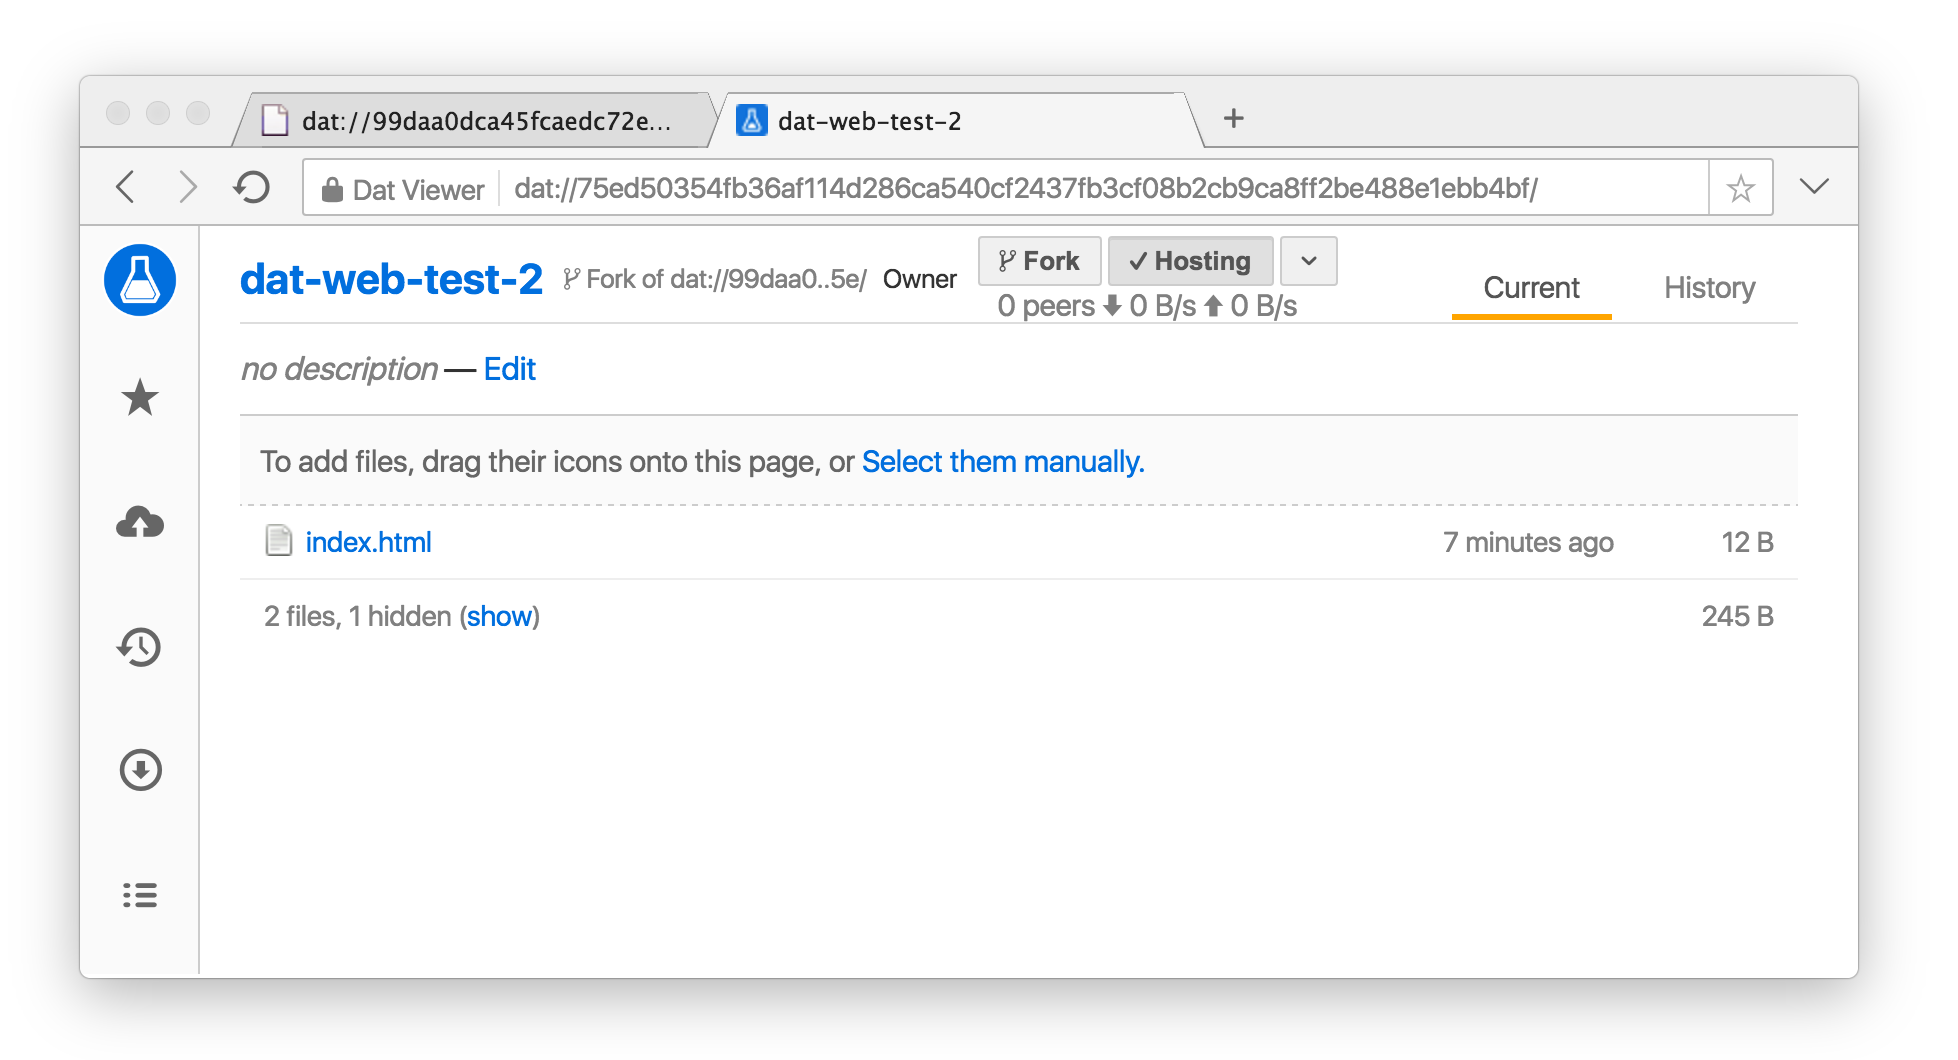 dat://99daa0dca45fcaedc72e...
dat-web-test-2
Dat Viewer
dat://75ed50354fb36af114d286ca540cf2437fb3cf08b2cb9ca8ff2be488e1ebb4bf/
dat-web-test-2 Fork of dat://99daa0..5e/ Owner
Fork
✓ Hosting
0 peers 0 B/s 0 B/s
Current
History
no description — Edit
To add files, drag their icons onto this page, or Select them manually.
index.html 7 minutes ago 12 B
2 files, 1 hidden (show) 245 B